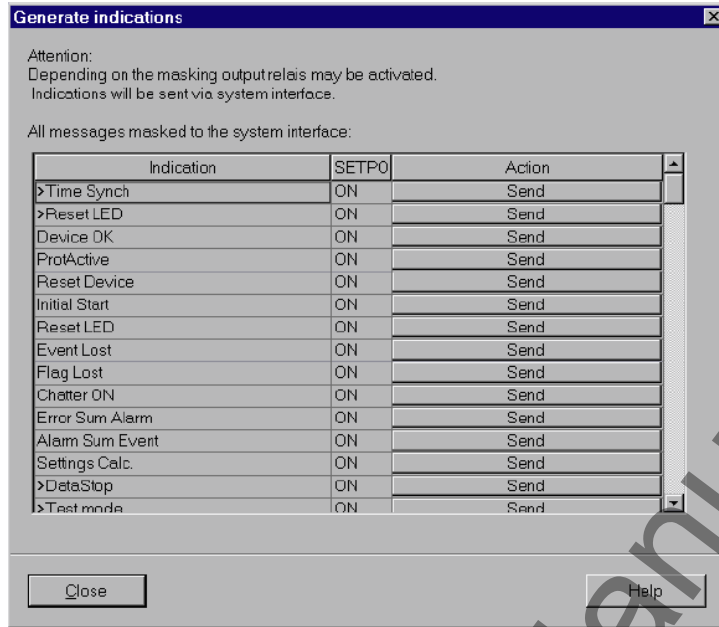 Generate indications
Attention:
Depending on the masking output relais may be activated.
Indications will be sent via system interface.
All messages masked to the system interface:
Indication SETPO Action
>Time Synch ON Send
>Reset LED ON Send
Device OK ON Send
ProtActive ON Send
Reset Device ON Send
Initial Start ON Send
Reset LED ON Send
Event Lost ON Send
Flag Lost ON Send
Chatter ON ON Send
Error Sum Alarm ON Send
Alarm Sum Event ON Send
Settings Calc. ON Send
>DataStop ON Send
>Test mode ON Send
Close Help